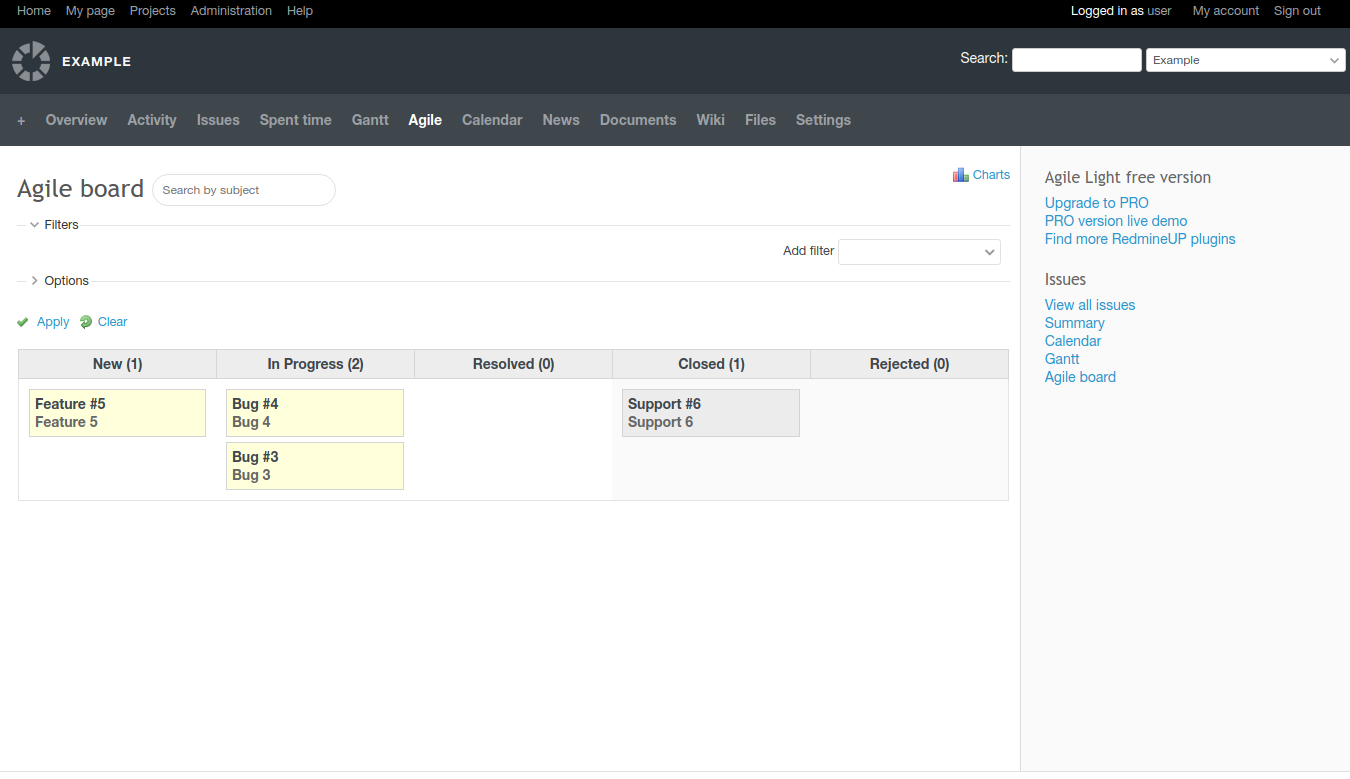 Home My page Projects Administration Help Logged in as user My account Sign out
EXAMPLE Search: Example
+ Overview Activity Issues Spent time Gantt Agile Calendar News Documents Wiki Files Settings
Agile board Search by subject
Charts
Filters
Add filter
Options
Apply Clear
New (1) In Progress (2) Resolved (0) Closed (1) Rejected (0)
Feature #5 Bug #4 Support #6
Feature 5 Bug 4 Support 6
Bug #3
Bug 3
Agile Light free version
Upgrade to PRO
PRO version live demo
Find more RedmineUP plugins
Issues
View all issues
Summary
Calendar
Gantt
Agile board